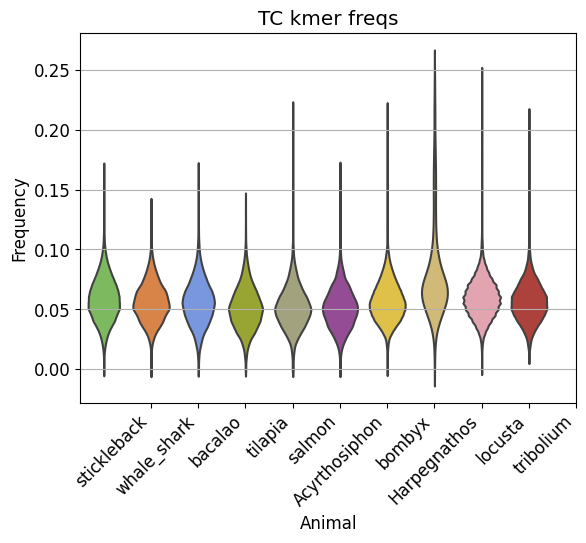 TC kmer freqs
Frequency
0.25
0.20
0.15
0.10
0.05
0.00
stickleback
whale_shark
bacalao
tilapia
salmon
Acyrthosiphon
bombyx
Harpegnathos
locusta
tribolium
Animal